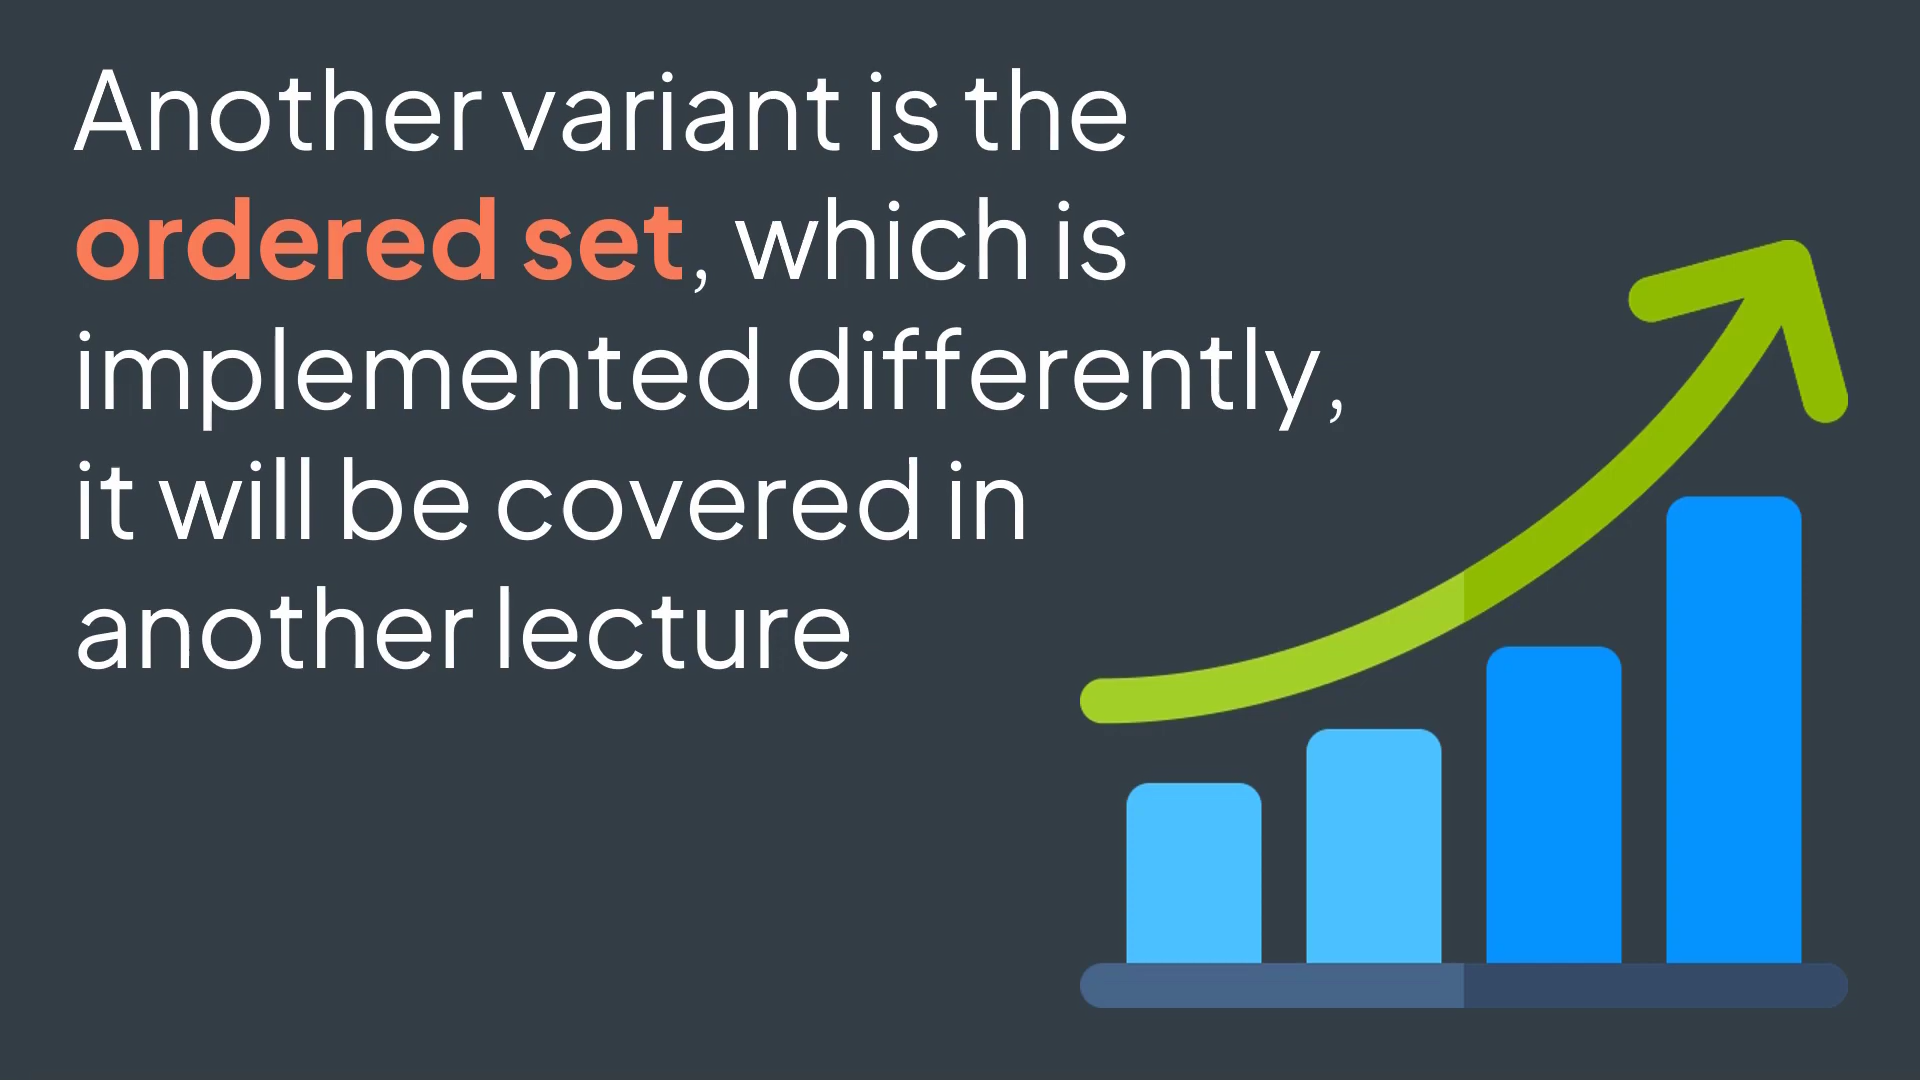 Another variant is the
ordered set, which is
implemented differently,
it will be covered in
another lecture